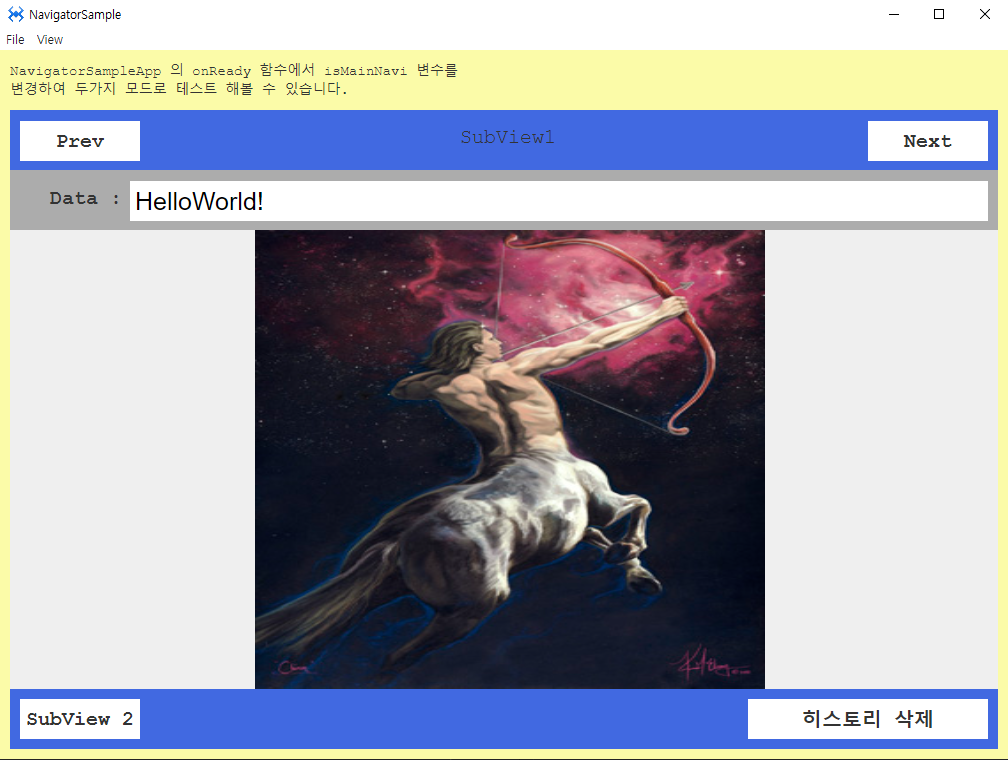 NavigatorSample
File View
NavigatorSampleApp 의 onReady 함수에서 isMainNavi 변수를
변경하여 두가지 모드로 테스트 해볼 수 있습니다.
Prev SubView1 Next
Data : HelloWorld!
SubView 2 히스토리 삭제